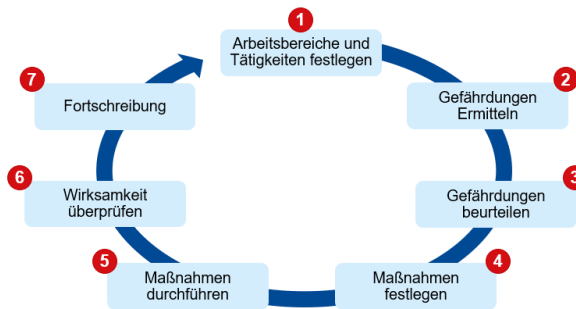 1
Arbeitsbereiche und
Tätigkeiten festlegen
2
Gefährdungen
Ermitteln
3
Gefährdungen
beurteilen
4
Maßnahmen
festlegen
5
Maßnahmen
durchführen
6
Wirksamkeit
überprüfen
7
Fortschreibung